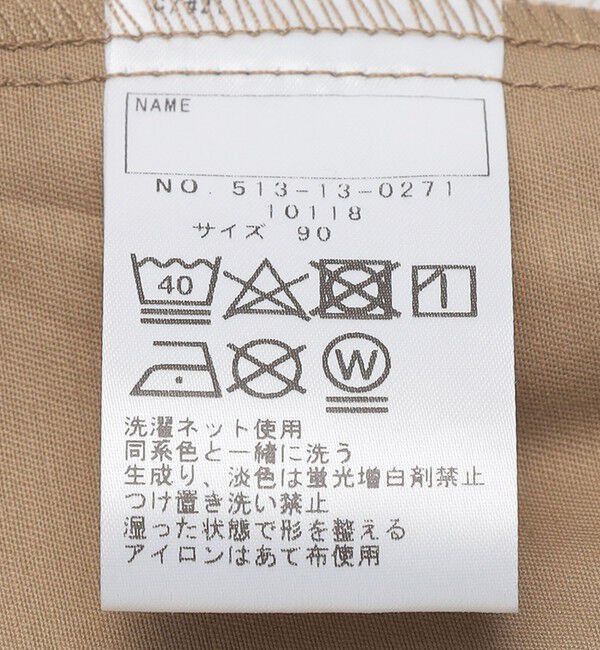 NAME
NO. 513-13-0271
10118
サイズ 90
40
W
洗濯ネット使用
同系色と一緒に洗う
生成り、淡色は蛍光増白剤禁止
つけ置き洗い禁止
湿った状態で形を整える
アイロンはあて布使用